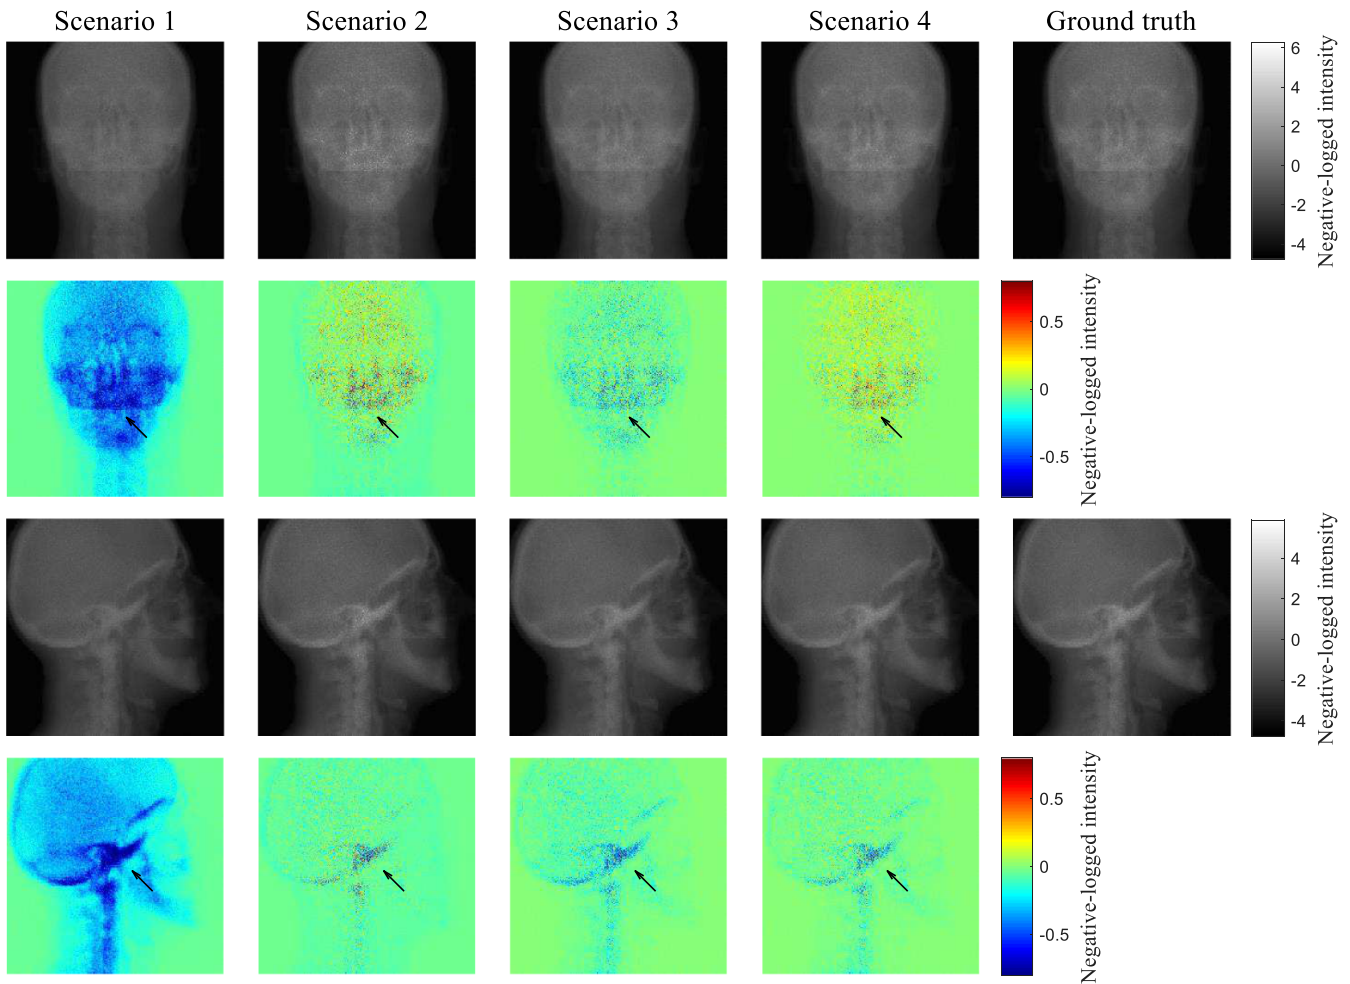 Scenario 1
Scenario 2
Scenario 3
Scenario 4
Ground truth
6
4
2
0
-2
-4
Negative-logged intensity
0.5
0
-0.5
Negative-logged intensity
4
2
0
-2
-4
Negative-logged intensity
0.5
0
-0.5
Negative-logged intensity